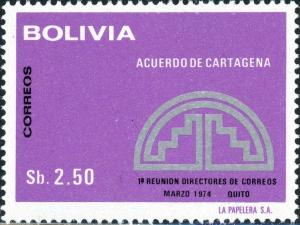 BOLIVIA
ACUERDO DE CARTAGENA
CORREOS
Sb. 2.50
1ª REUNION DIRECTORES DE CORREOS
MARZO 1974 QUITO
LA PAPELERA S.A.